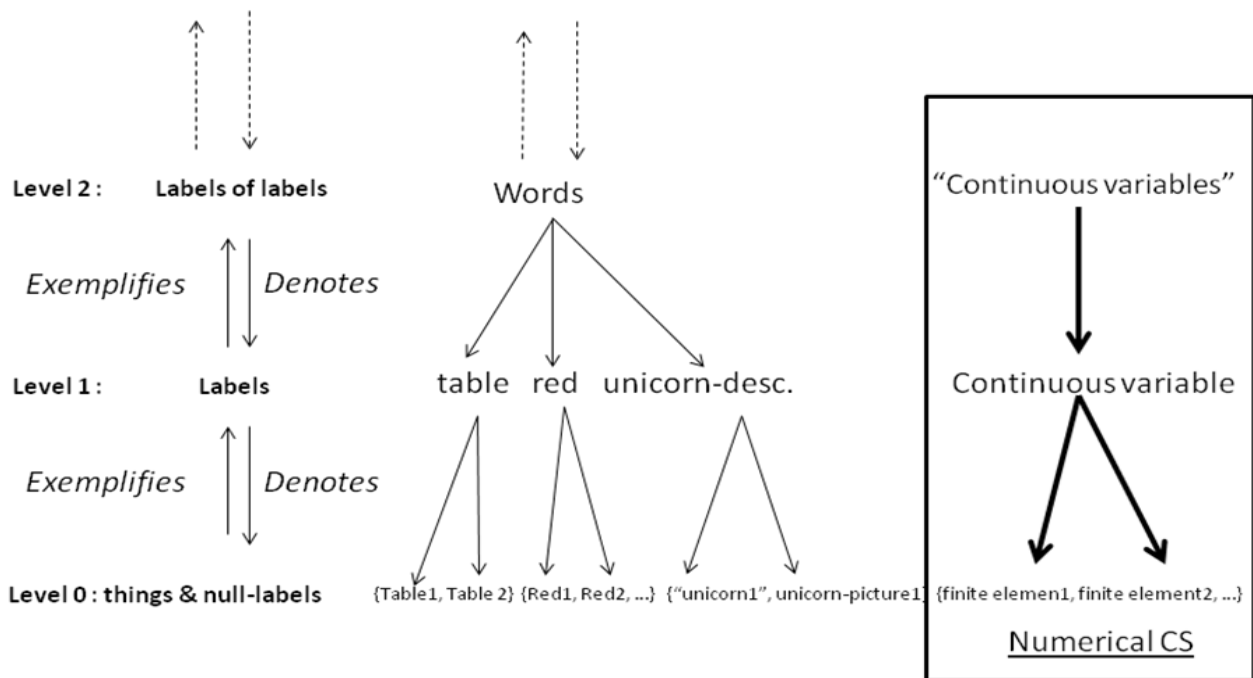 Level 2 : Labels of labels Words “Continuous variables”
Exemplifies Denotes
Level 1 : Labels table red unicorn-desc. Continuous variable
Exemplifies Denotes
Level 0 : things & null-labels {Table1, Table 2} {Red1, Red2, ...} {“unicorn1”, unicorn-picture1} {finite elemen1, finite element2, ...}
Numerical CS